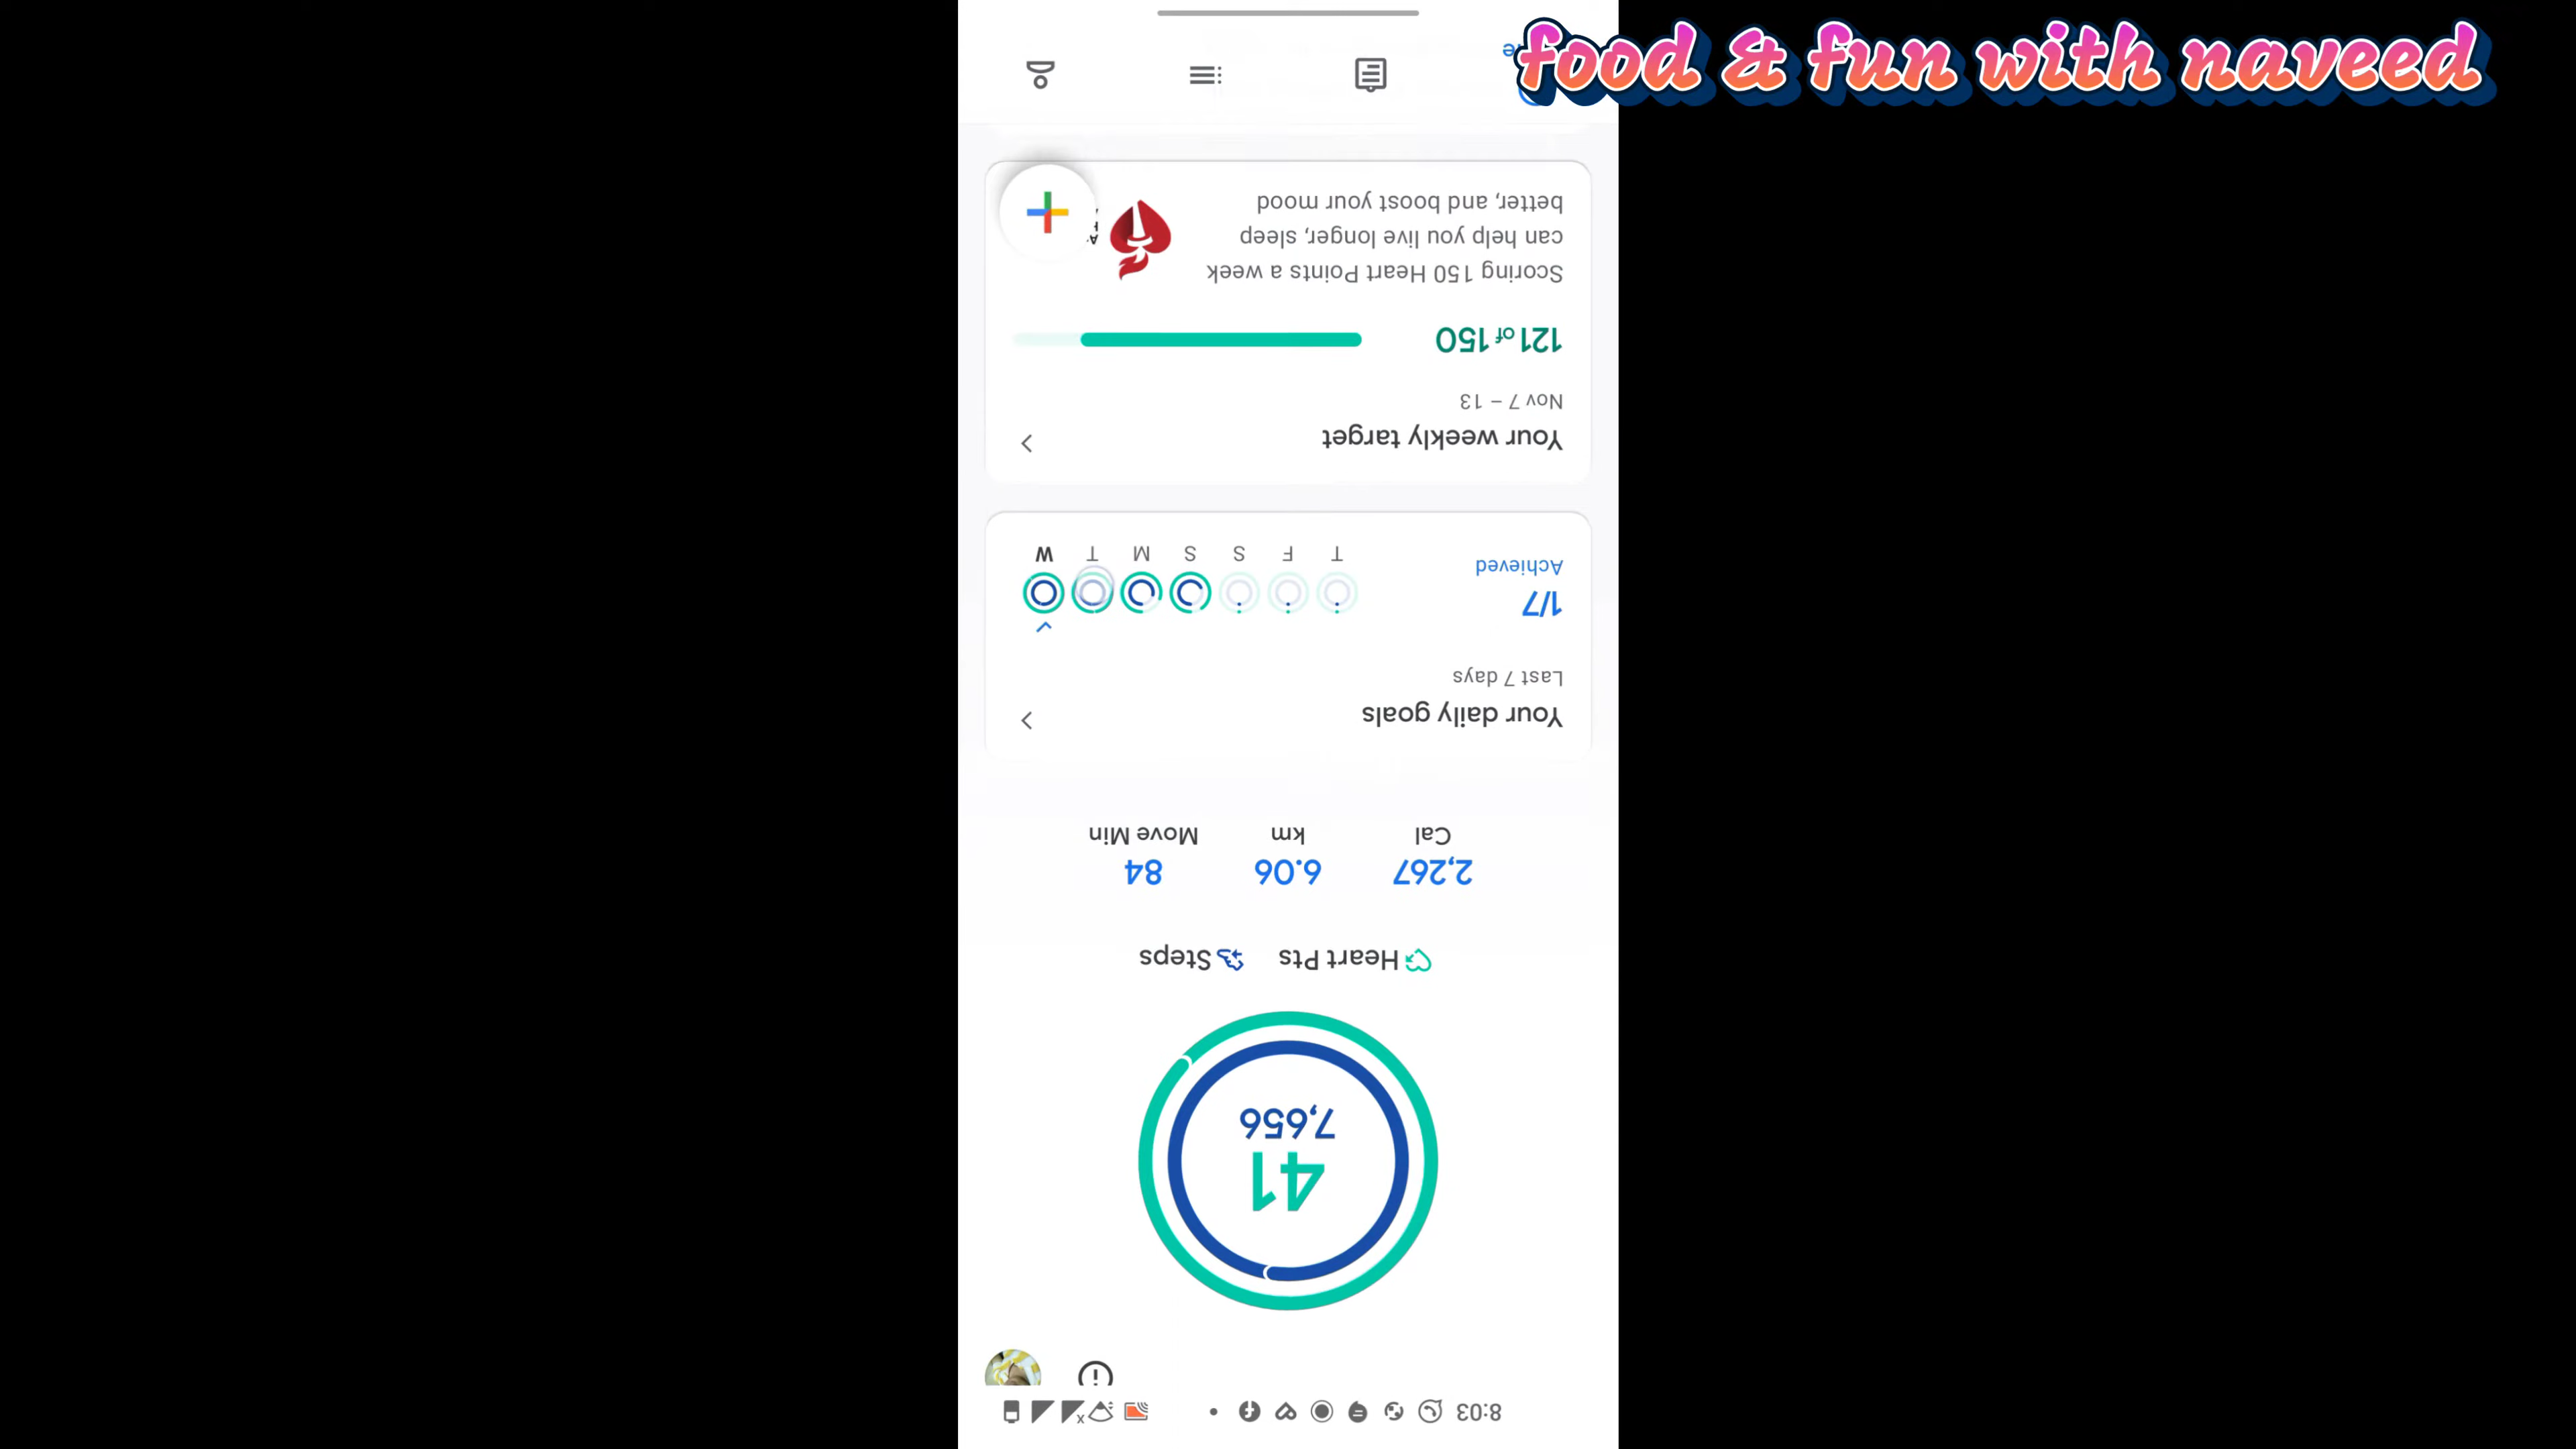 food & fun with naveed
8:03
41
7,656
Heart Pts Steps
2,267 6.06 84
Cal km Move Min
Your daily goals
Last 7 days
1/7
Achieved
T F S S M T W
Your weekly target
Nov 7 – 13
121 of 150
Scoring 150 Heart Points a week
can help you live longer, sleep
better, and boost your mood